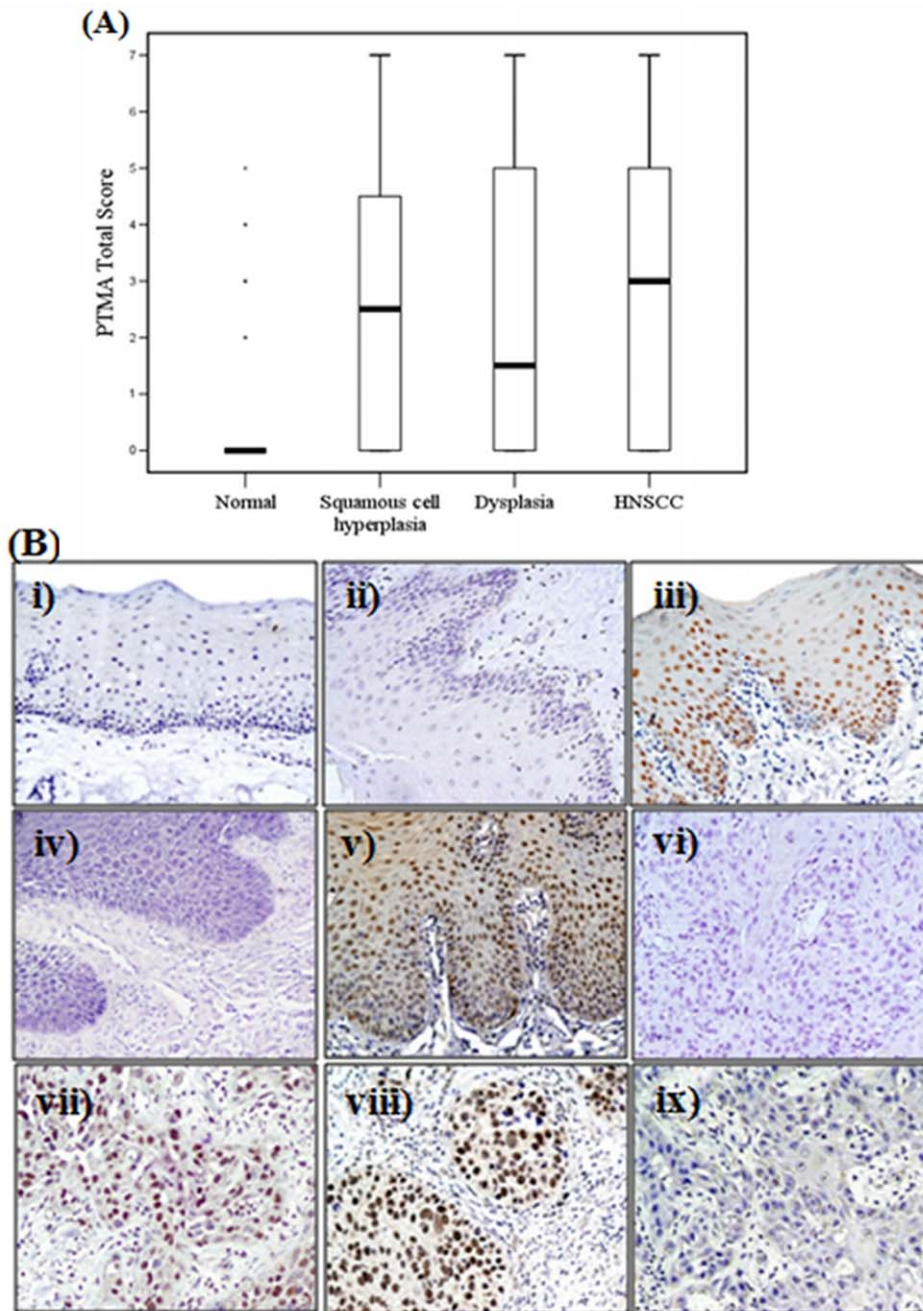 (A)
PTMA Total Score
7
6
5
4
3
2
1
0
Normal
Squamous cell
hyperplasia
Dysplasia
HNSCC
(B)
i)
ii)
iii)
iv)
v)
vi)
vii)
viii)
ix)